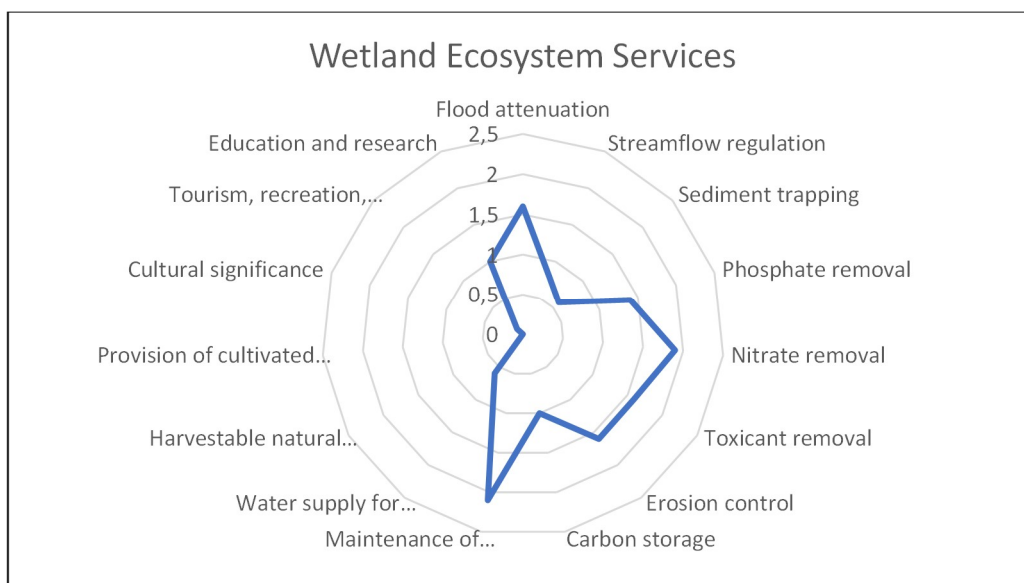 Wetland Ecosystem Services
Flood attenuation
Streamflow regulation
Sediment trapping
Phosphate removal
Nitrate removal
Toxicant removal
Erosion control
Carbon storage
Maintenance of...
Water supply for...
Harvestable natural...
Provision of cultivated...
Cultural significance
Tourism, recreation,...
Education and research
2,5
2
1,5
1
0,5
0